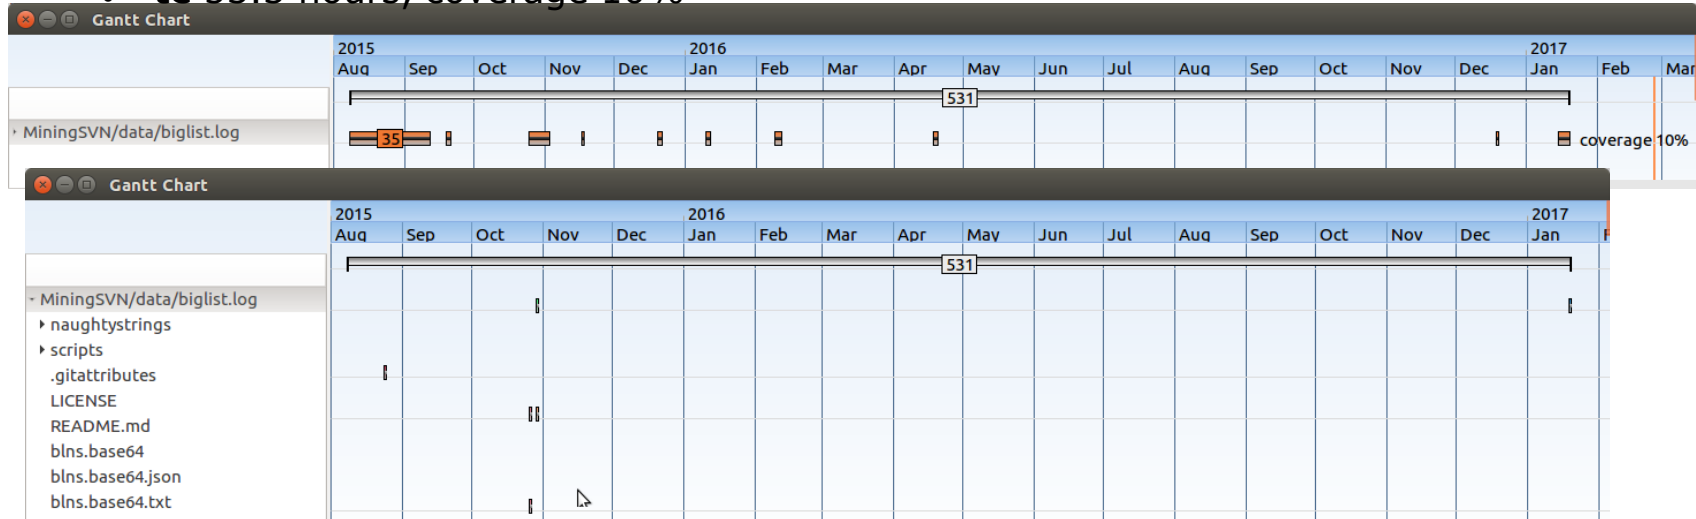 Gantt Chart
2015 2016 2017
Aug Sep Oct Nov Dec Jan Feb Mar Apr May Jun Jul Aug Sep Oct Nov Dec Jan Feb Mar
531
MiningSVN/data/biglist.log 35 coverage 10%
Gantt Chart
2015 2016 2017
Aug Sep Oct Nov Dec Jan Feb Mar Apr May Jun Jul Aug Sep Oct Nov Dec Jan
531
MiningSVN/data/biglist.log
naughtystrings
scripts
.gitattributes
LICENSE
README.md
blns.base64
blns.base64.json
blns.base64.txt